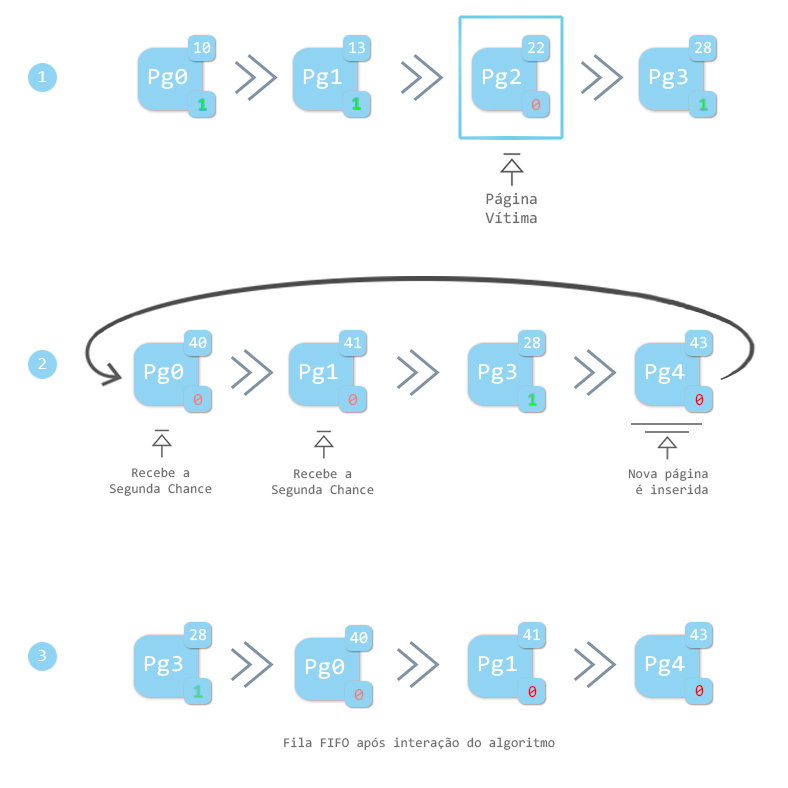 10 13 22 28
1 Pg0 Pg1 Pg2 Pg3
1 1 0 1
Página
Vítima
40 41 28 43
2 Pg0 Pg1 Pg3 Pg4
0 0 1 0
Recebe a Recebe a Nova página
Segunda Chance Segunda Chance é inserida
28 40 41 43
3 Pg3 Pg0 Pg1 Pg4
1 0 0 0
Fila FIFO após interação do algoritmo